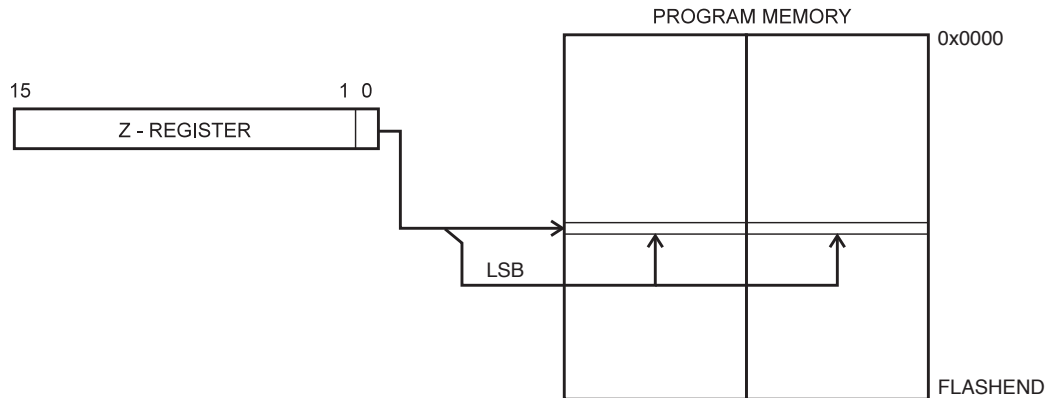 PROGRAM MEMORY
0x0000
15 1 0
Z - REGISTER
LSB
FLASHEND